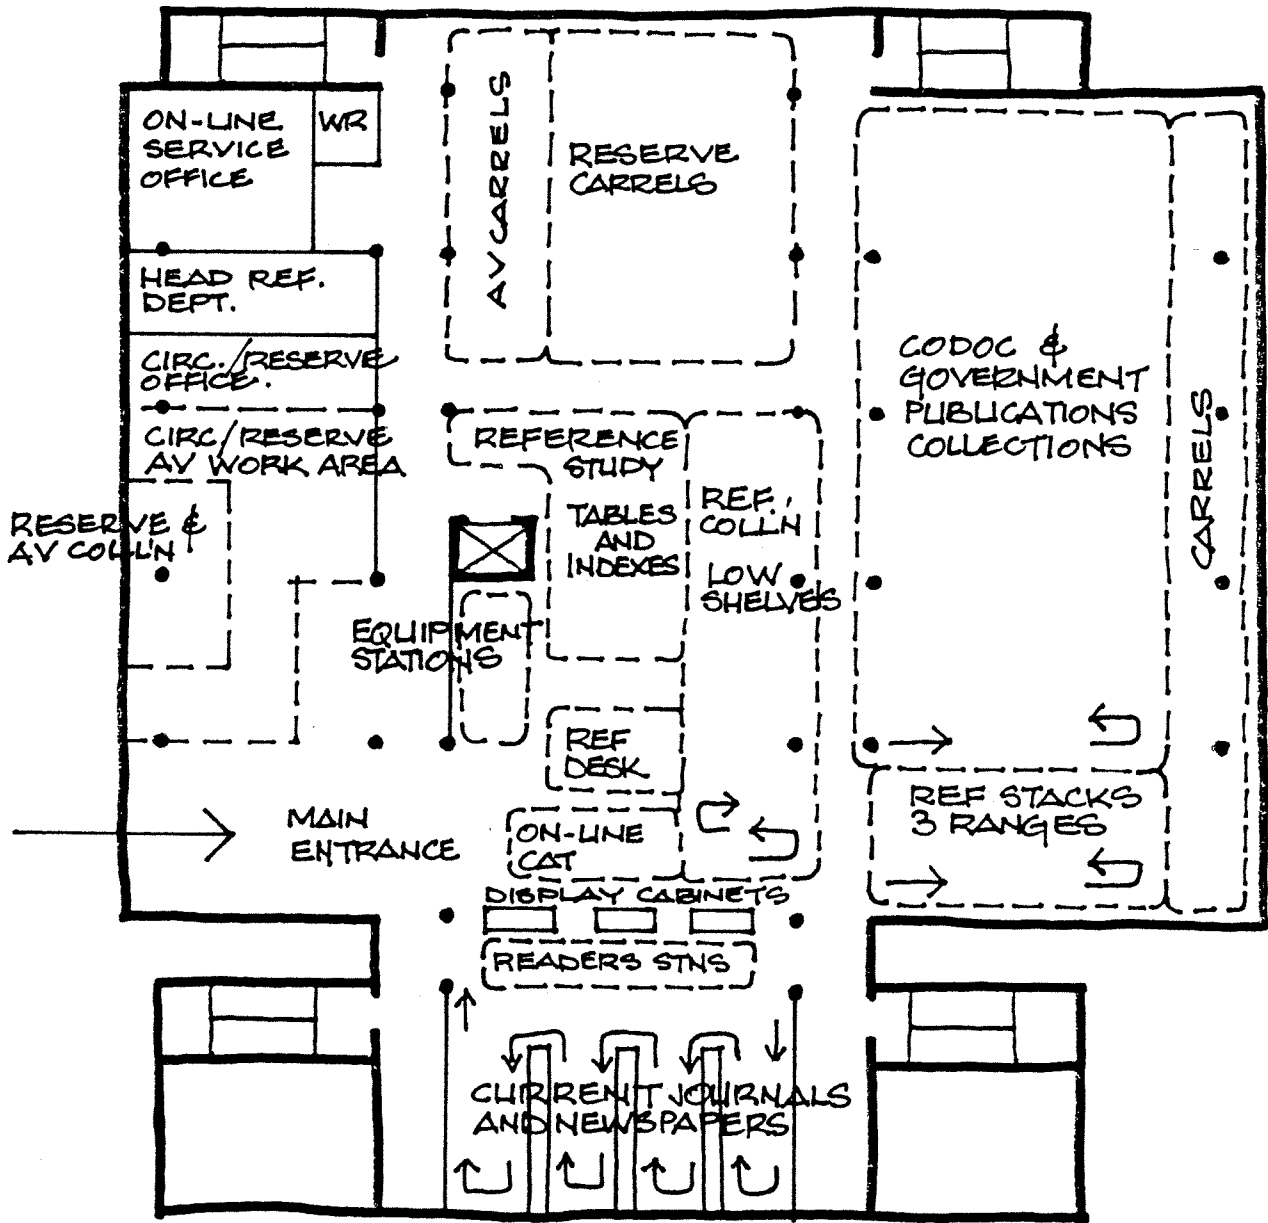 ON-LINE
SERVICE
OFFICE
WR
AV CARRELS
RESERVE
CARRELS
HEAD REF.
DEPT.
CIRC./RESERVE
OFFICE.
CIRC/RESERVE
AV WORK AREA
RESERVE &
AV COLL'N
REFERENCE
STUDY
TABLES
AND
INDEXES
REF.
COLL'N
LOW
SHELVES
CODOC &
GOVERNMENT
PUBLICATIONS
COLLECTIONS
CARRELS
EQUIPMENT
STATIONS
REF
DESK
MAIN
ENTRANCE
ON-LINE
CAT
REF STACKS
3 RANGES
DISPLAY CABINETS
READERS STNS
CURRENT JOURNALS
AND NEWSPAPERS